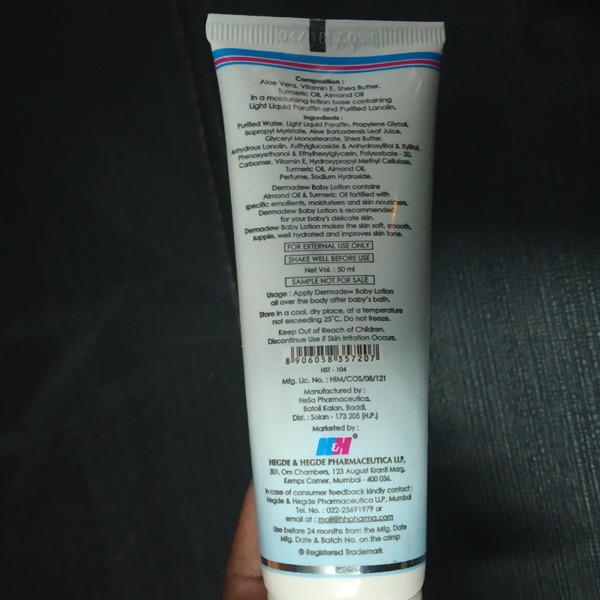 Composition :
Aloe Vera, Vitamin E, Shea Butter,
Turmeric Oil, Almond Oil
In a moisturising lotion base containing
Light Liquid Paraffin and Purified Lanolin.
Ingredients :
Purified Water, Light Liquid Paraffin, Propylene Glycol,
Isopropyl Myristate, Aloe Barbadensis Leaf Juice,
Glyceryl Monostearate, Shea Butter,
Anhydrous Lanolin, Xylitylglucoside & Anhydroxylitol & Xylitol,
Phenoxyethanol & Ethylhexylglycerin, Polysorbate - 20,
Carbomer, Vitamin E, Hydroxypropyl Methyl Cellulose,
Turmeric Oil, Almond Oil,
Perfume, Sodium Hydroxide.
Dermadew Baby Lotion contains
Almond Oil & Turmeric Oil fortified with
specific emollients, moisturisers and skin nourishers.
Dermadew Baby Lotion is recommended
for your baby's delicate skin.
Dermadew Baby Lotion makes the skin soft, smooth,
supple, well hydrated and improves skin tone.
FOR EXTERNAL USE ONLY
SHAKE WELL BEFORE USE
Net Vol. : 50 ml
SAMPLE NOT FOR SALE
Usage : Apply Dermadew Baby Lotion
all over the body after baby's bath.
Store in a cool, dry place, at a temperature
not exceeding 25°C. Do not freeze.
Keep Out of Reach of Children.
Discontinue Use if Skin Irritation Occurs.
8 906058 357207
HST - 104
Mfg. Lic. No. : HIM/COS/08/121
Manufactured by :
HeSa Pharmaceutica,
Batoli Kalan, Baddi,
Dist. : Solan - 173 205 (H.P.)
Marketed by :
H&H®
HEGDE & HEGDE PHARMACEUTICA LLP,
301, Om Chambers, 123 August Kranti Marg,
Kemps Corner, Mumbai - 400 036.
In case of consumer feedback kindly contact :
Hegde & Hegde Pharmaceutica LLP, Mumbai
Tel. No. : 022-23691979 or
email at : mail@hhpharma.com
Use before 24 months from the Mfg. Date
Mfg. Date & Batch No. on the crimp
® Registered Trademark